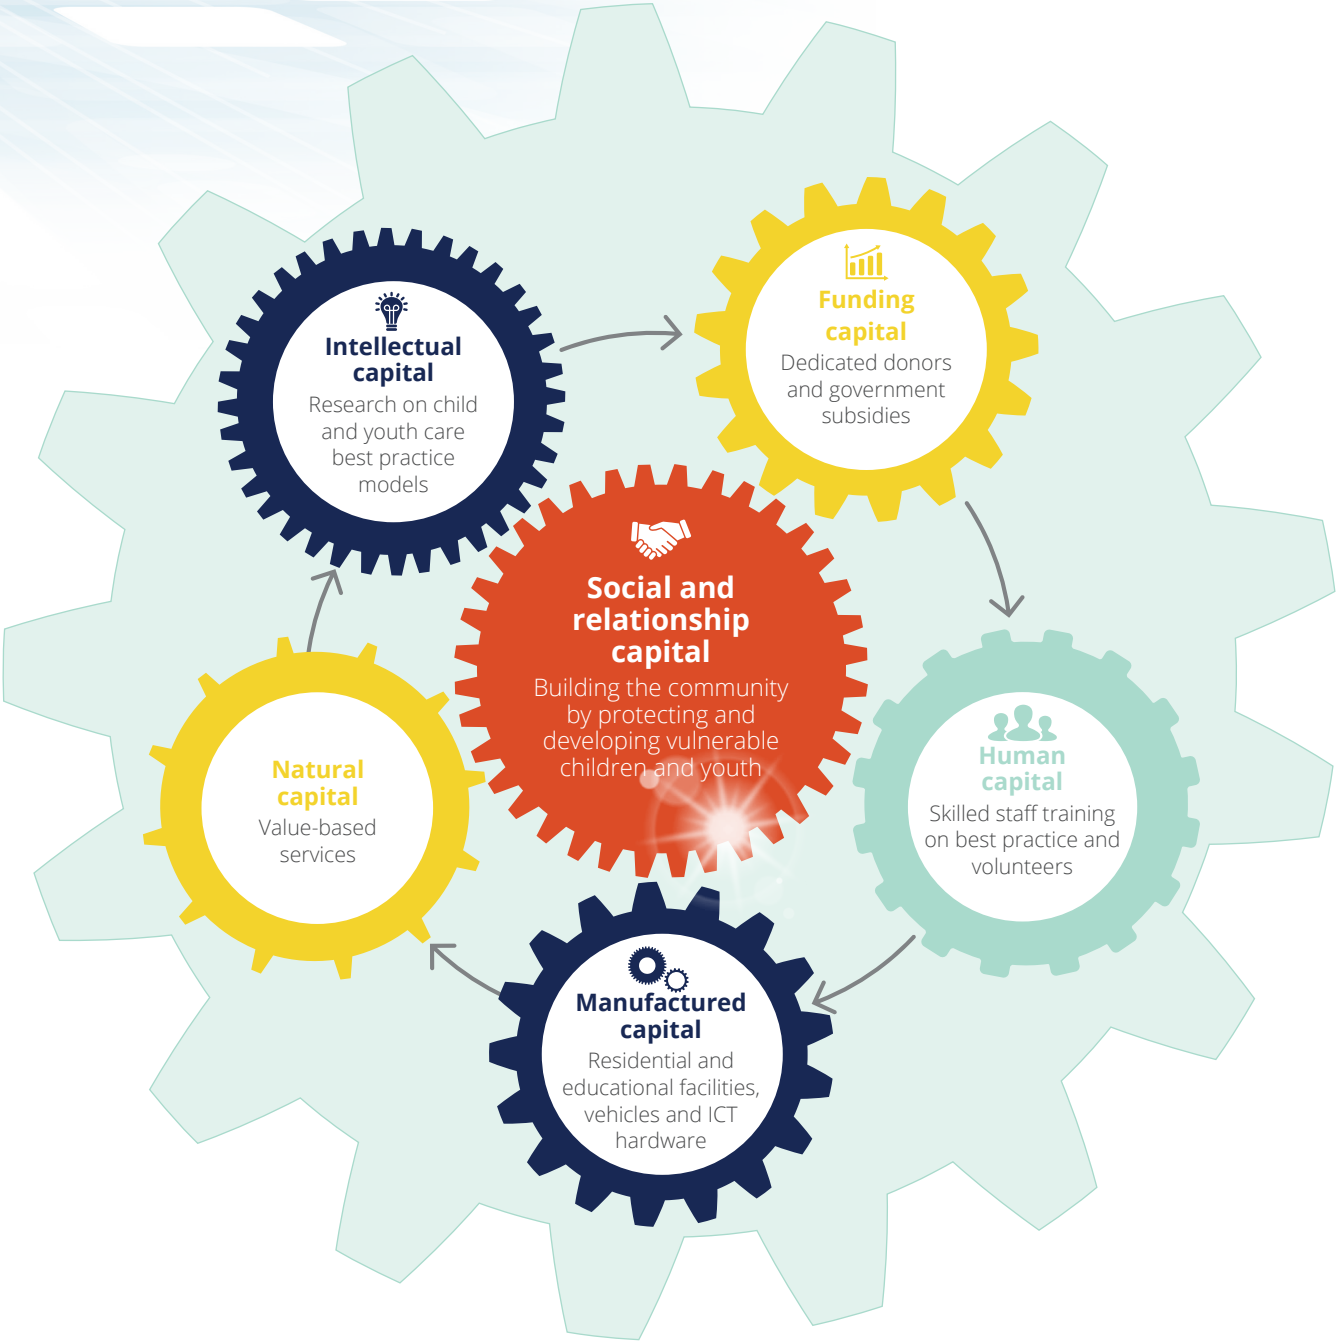 Intellectual
capital
Research on child
and youth care
best practice
models
Funding
capital
Dedicated donors
and government
subsidies
Social and
relationship
capital
Building the community
by protecting and
developing vulnerable
children and youth
Natural
capital
Value-based
services
Human
capital
Skilled staff training
on best practice and
volunteers
Manufactured
capital
Residential and
educational facilities,
vehicles and ICT
hardware